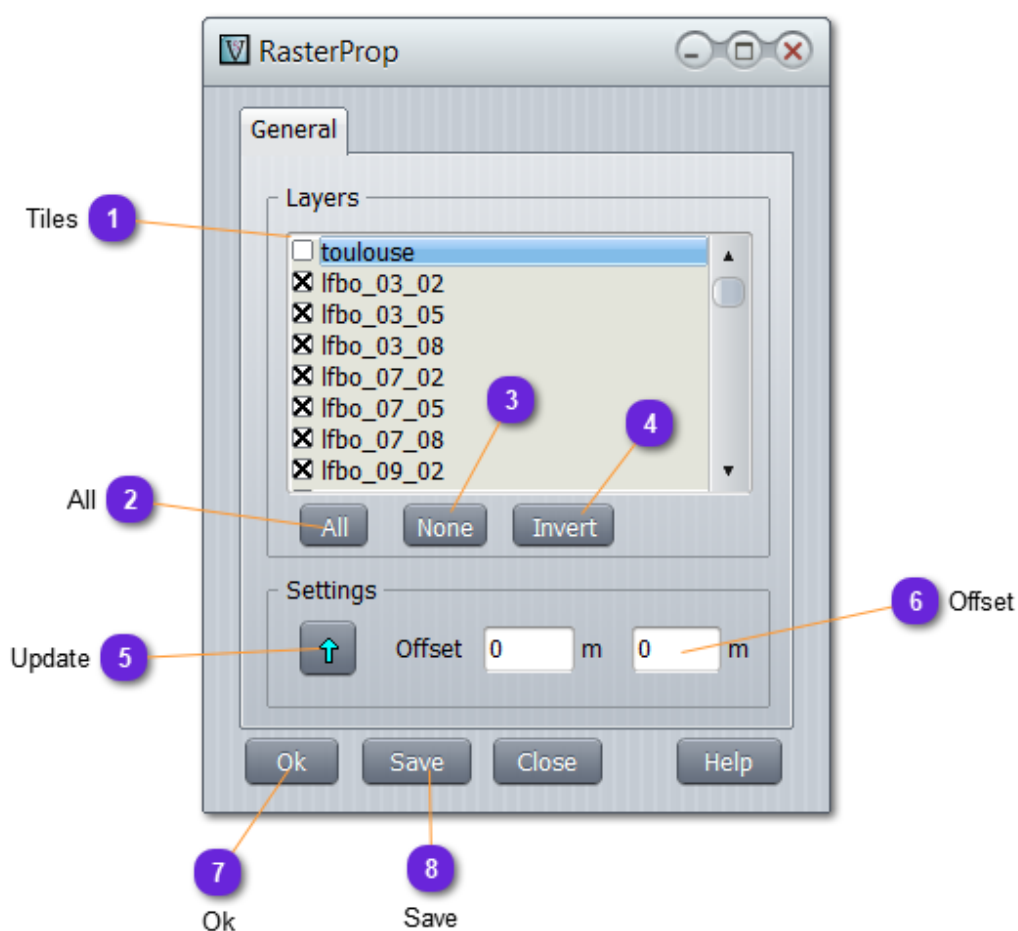 RasterProp
General
Layers
Tiles 1
toulouse
lfbo_03_02
lfbo_03_05
lfbo_03_08
lfbo_07_02
lfbo_07_05
lfbo_07_08
lfbo_09_02
3
4
All 2
All None Invert
Settings
6 Offset
Update 5
Offset 0 m 0 m
Ok Save Close Help
7
8
Ok
Save